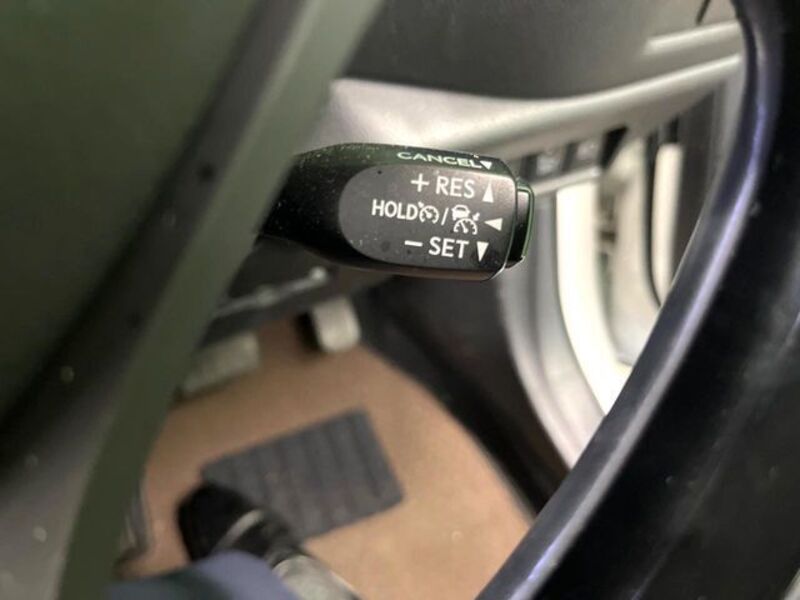 CANCEL▼
+ RES ▲
HOLD / ◀
− SET ▼